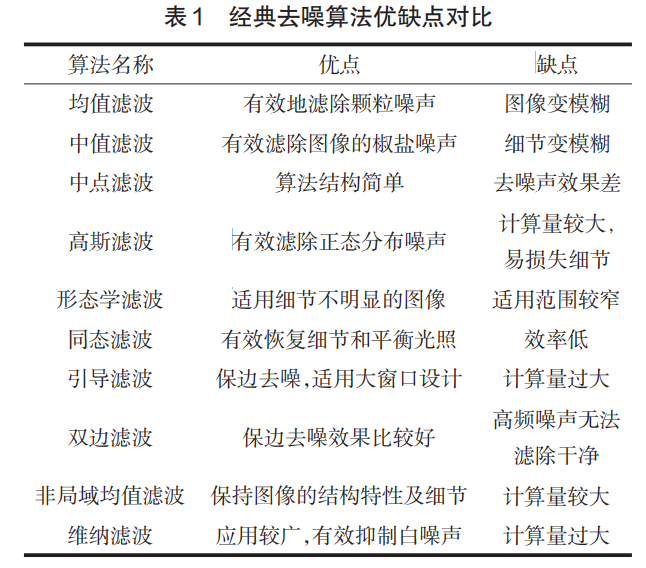 表1 经典去噪算法优缺点对比
算法名称 优点 缺点
均值滤波 有效地滤除颗粒噪声 图像变模糊
中值滤波 有效滤除图像的椒盐噪声 细节变模糊
中点滤波 算法结构简单 去噪声效果差
高斯滤波 有效滤除正态分布噪声 计算量较大，
易损失细节
形态学滤波 适用细节不明显的图像 适用范围较窄
同态滤波 有效恢复细节和平衡光照 效率低
引导滤波 保边去噪，适用大窗口设计 计算量过大
双边滤波 保边去噪效果比较好 高频噪声无法
滤除干净
非局域均值滤波 保持图像的结构特性及细节 计算量较大
维纳滤波 应用较广，有效抑制白噪声 计算量过大